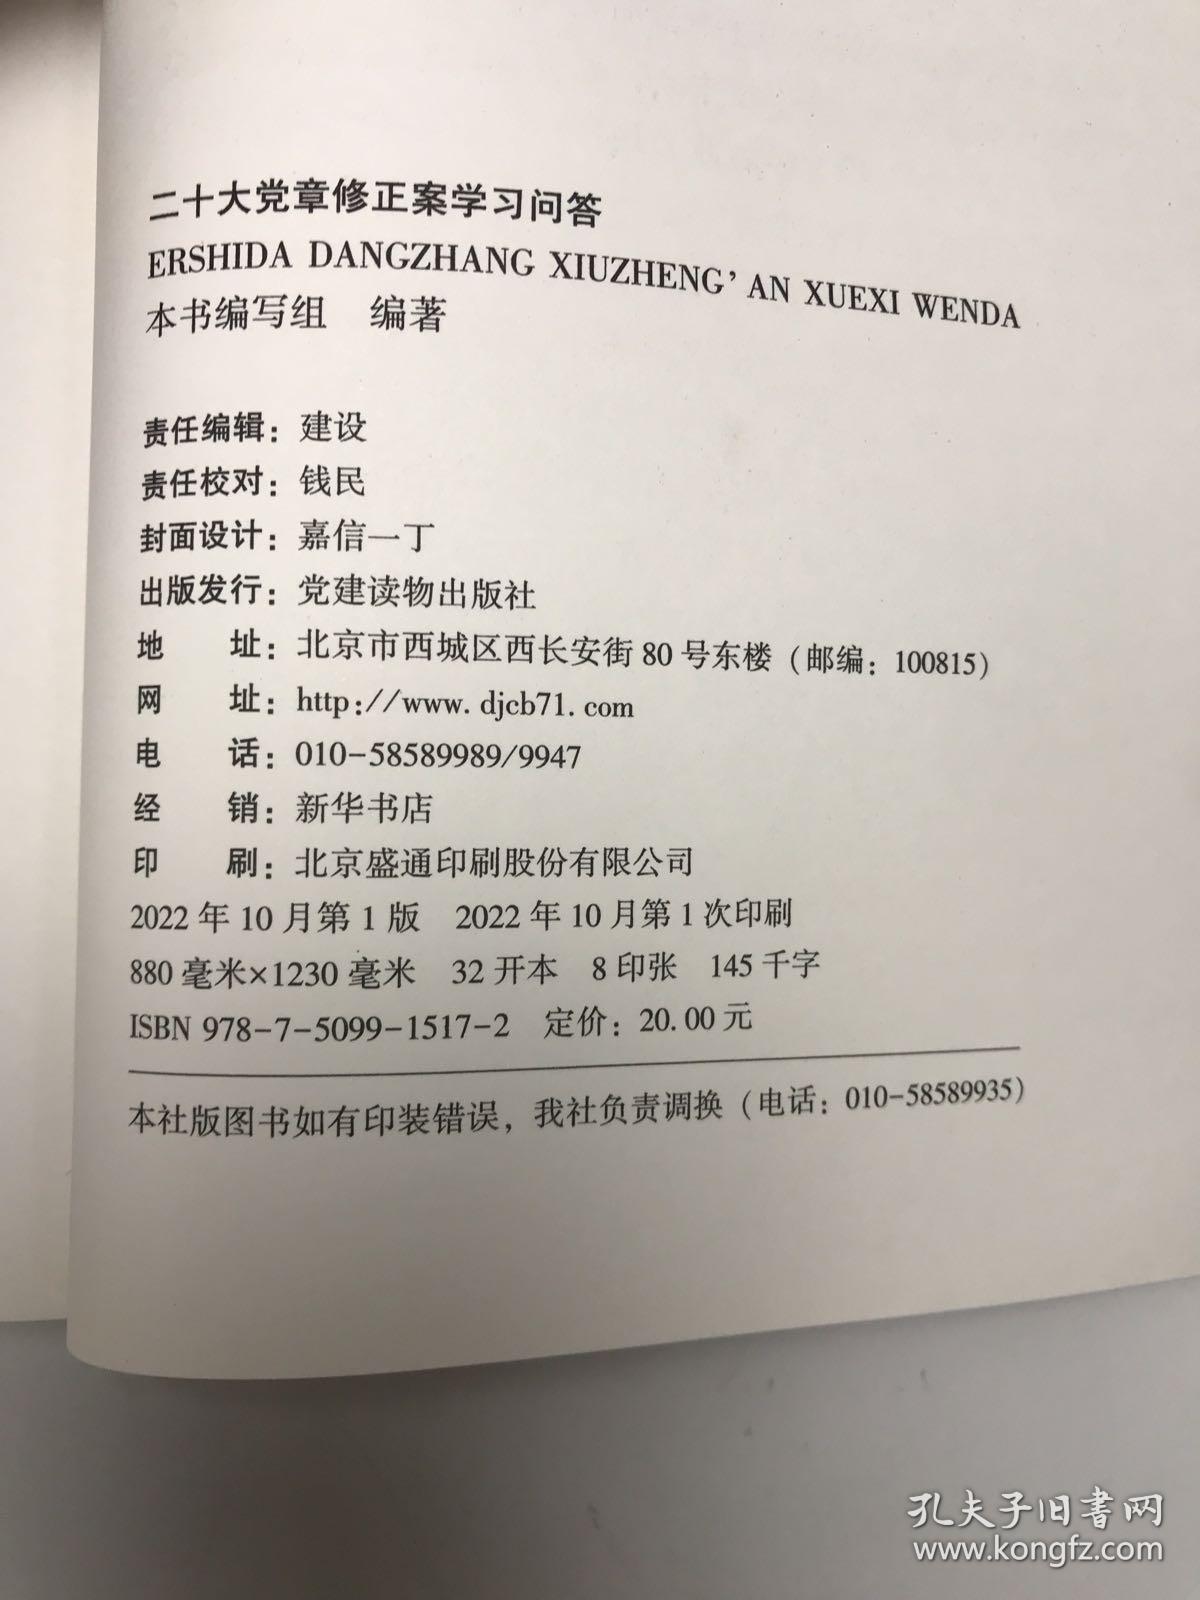 二十大党章修正案学习问答
ERSHIDA DANGZHANG XIUZHENG’AN XUEXI WENDA
本书编写组　编著
责任编辑：建设
责任校对：钱民
封面设计：嘉信一丁
出版发行：党建读物出版社
地　　址：北京市西城区西长安街80号东楼（邮编：100815）
网　　址：http://www.djcb71.com
电　　话：010-58589989/9947
经　　销：新华书店
印　　刷：北京盛通印刷股份有限公司
2022年10月第1版　2022年10月第1次印刷
880毫米×1230毫米　32开本　8印张　145千字
ISBN 978-7-5099-1517-2　定价：20.00元
本社版图书如有印装错误，我社负责调换（电话：010-58589935）
孔夫子旧书网
www.kongfz.com